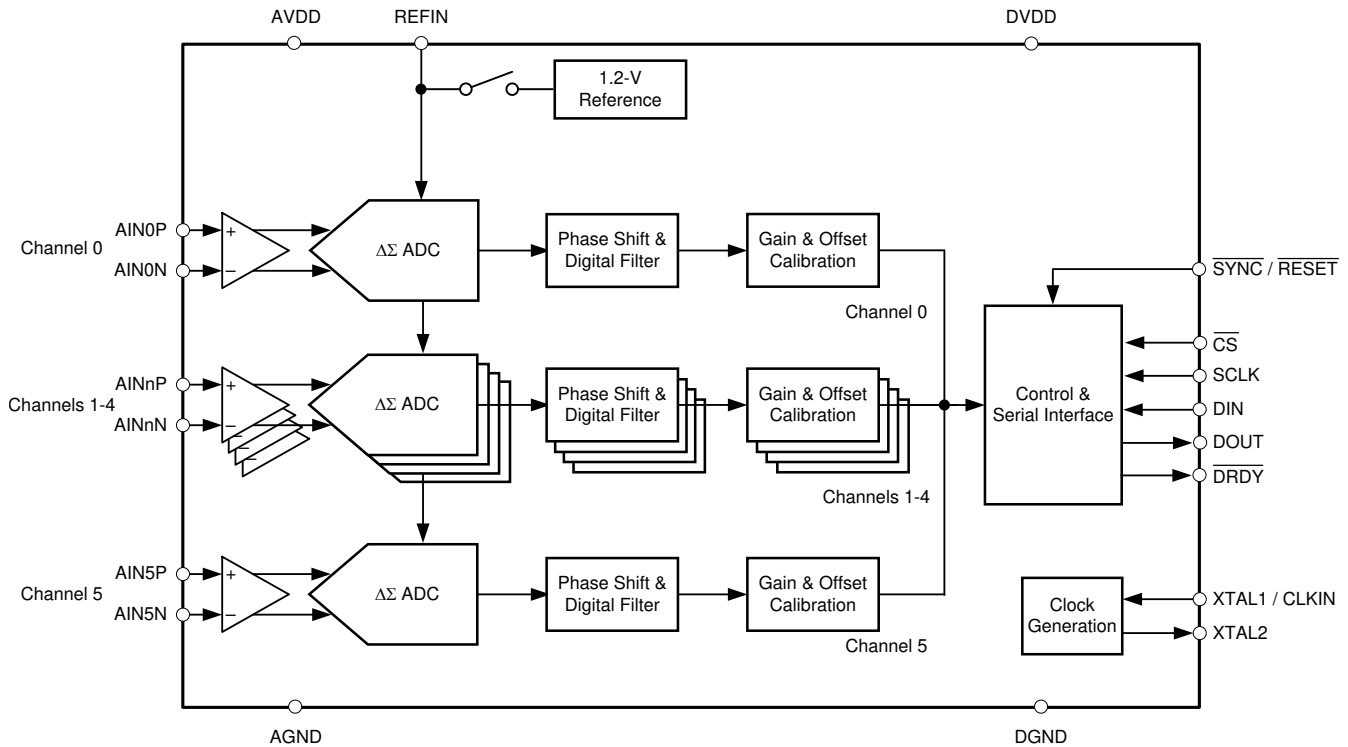 AVDD
REFIN
DVDD
1.2-V
Reference
Channel 0
AIN0P
AIN0N
+
−
ΔΣ ADC
Phase Shift &
Digital Filter
Gain & Offset
Calibration
Channel 0
SYNC / RESET
Channels 1-4
AINnP
AINnN
+
−
−
−
−
ΔΣ ADC
Phase Shift &
Digital Filter
Gain & Offset
Calibration
Channels 1-4
Control &
Serial Interface
CS
SCLK
DIN
DOUT
DRDY
Channel 5
AIN5P
AIN5N
+
−
ΔΣ ADC
Phase Shift &
Digital Filter
Gain & Offset
Calibration
Channel 5
Clock
Generation
XTAL1 / CLKIN
XTAL2
AGND
DGND